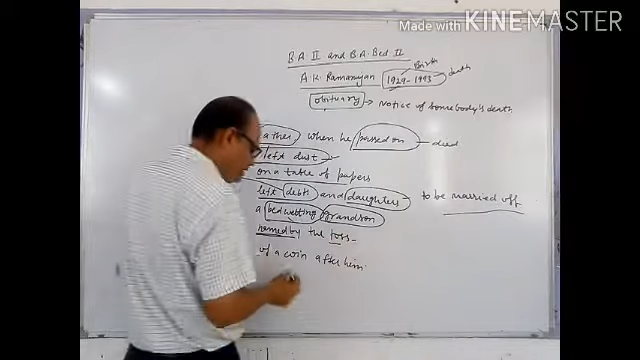 Made with KINEMASTER
B.A II and B.A. Bed II
A.K. Ramanujan 1929 - 1993 Birth death
obituary → notice of somebody's death
ather when he passed on — died
left dust
on a table of papers
left debts and daughters - to be married off
a bedwetting grandson
named by the toss
of a coin after him